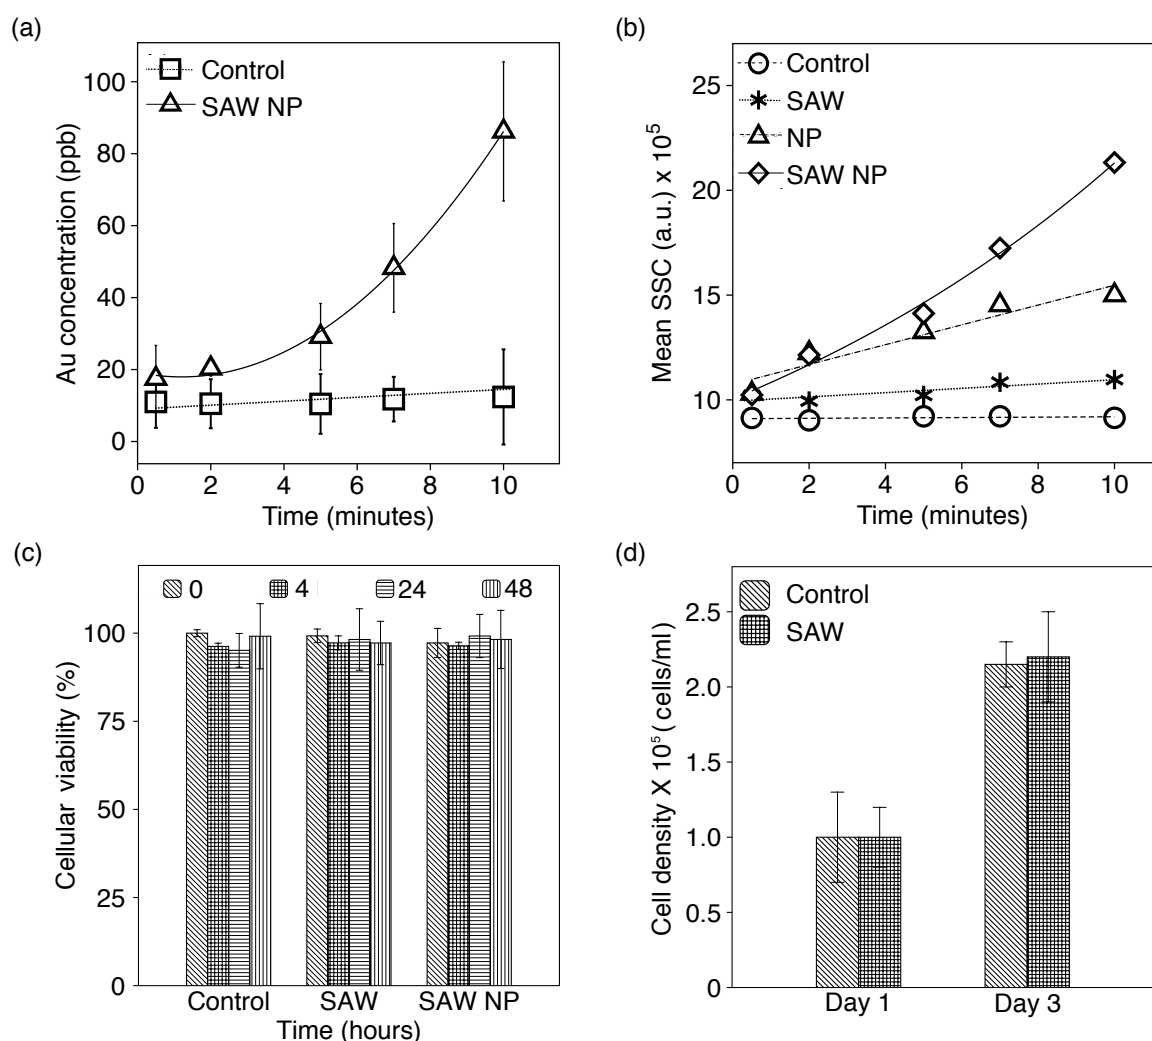 (a)
Control
SAW NP
100
80
60
40
20
0
Au concentration (ppb)
0 2 4 6 8 10
Time (minutes)
(b)
Control
SAW
NP
SAW NP
25
20
15
10
Mean SSC (a.u.) x 10⁵
0 2 4 6 8 10
Time (minutes)
(c)
0 4 24 48
100
75
50
25
0
Cellular viability (%)
Control SAW SAW NP
Time (hours)
(d)
Control
SAW
2.5
2.0
1.5
1.0
0.5
0
Cell density X 10⁵ ( cells/ml)
Day 1 Day 3